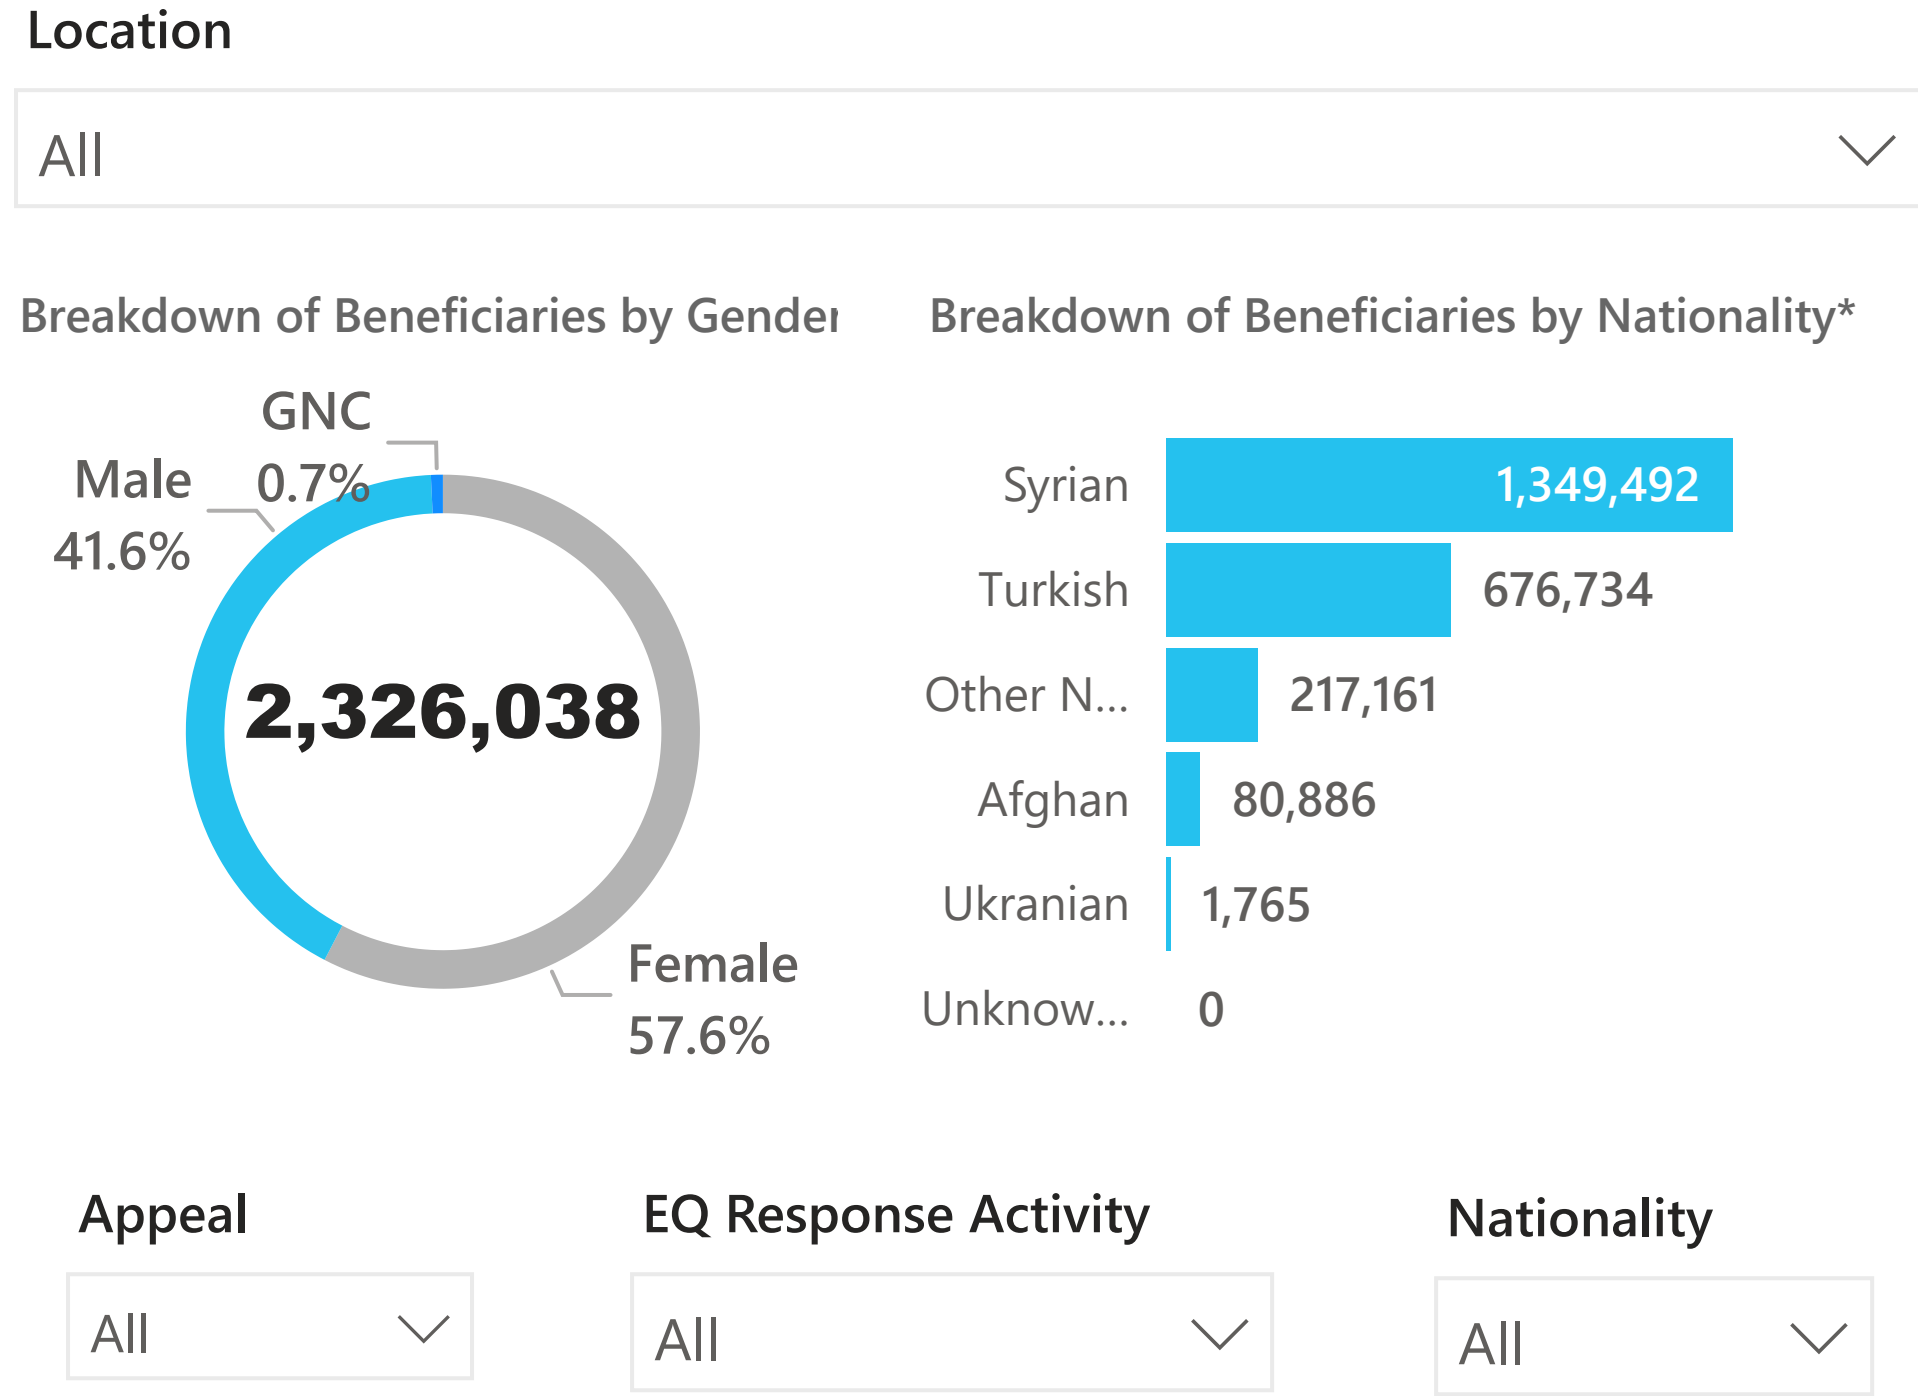 Location
All
Breakdown of Beneficiaries by Gender
GNC
0.7%
Male
41.6%
2,326,038
Female
57.6%
Breakdown of Beneficiaries by Nationality*
Syrian 1,349,492
Turkish 676,734
Other N... 217,161
Afghan 80,886
Ukranian 1,765
Unknow... 0
Appeal
All
EQ Response Activity
All
Nationality
All